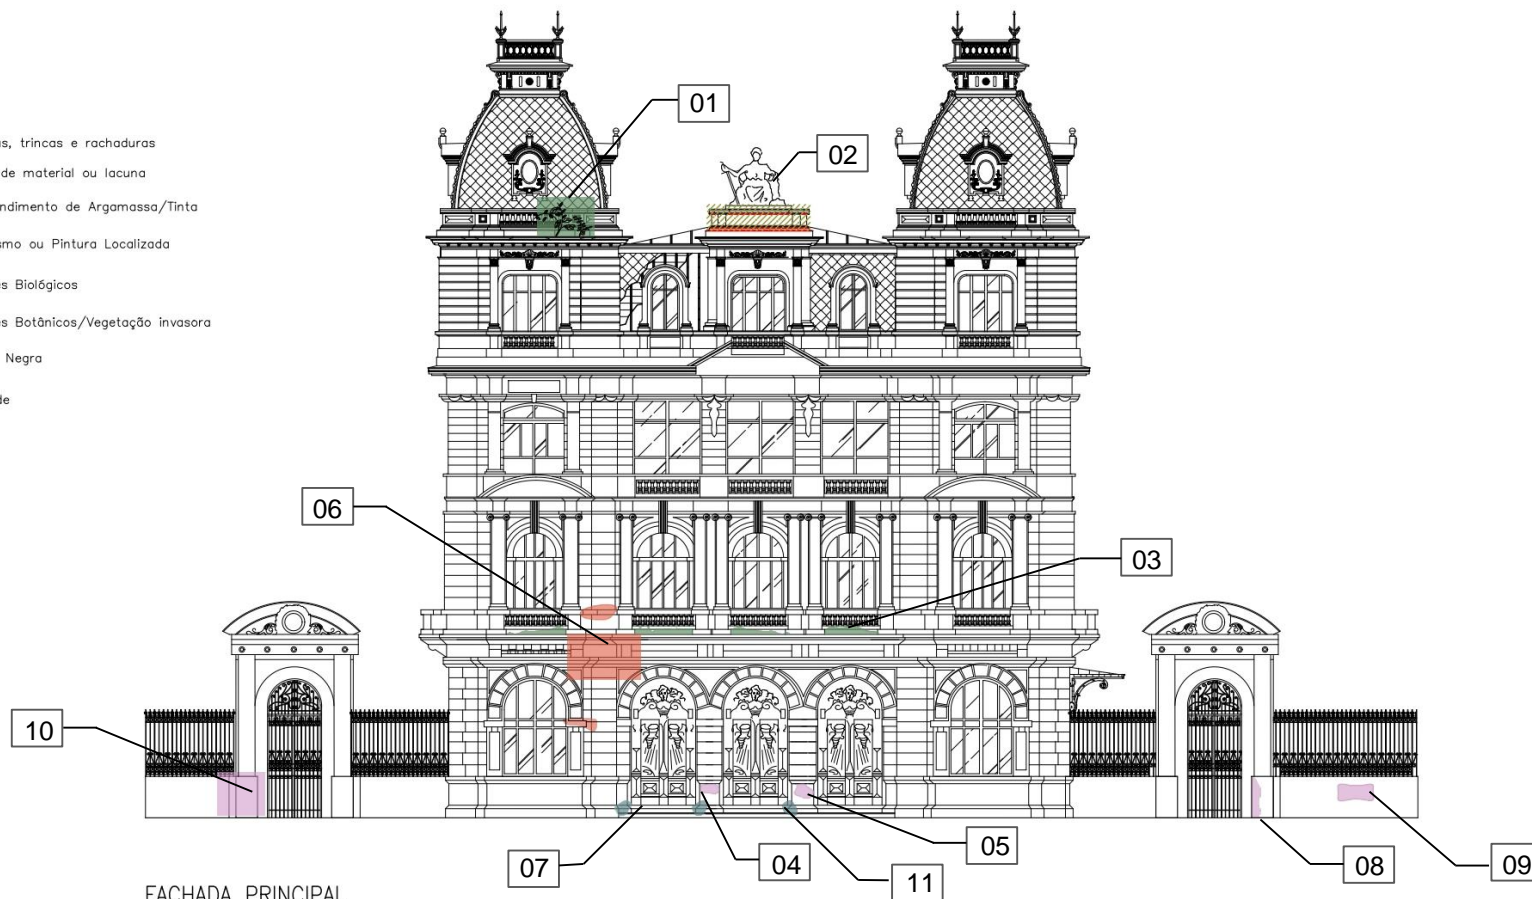 s, trincas e rachaduras
de material ou lacuna
ndimento de Argamassa/Tinta
smo ou Pintura Localizada
s Biológicos
s Botânicos/Vegetação invasora
Negra
de
01
02
06
03
10
07
04
11
05
08
09
FACHADA PRINCIPAL